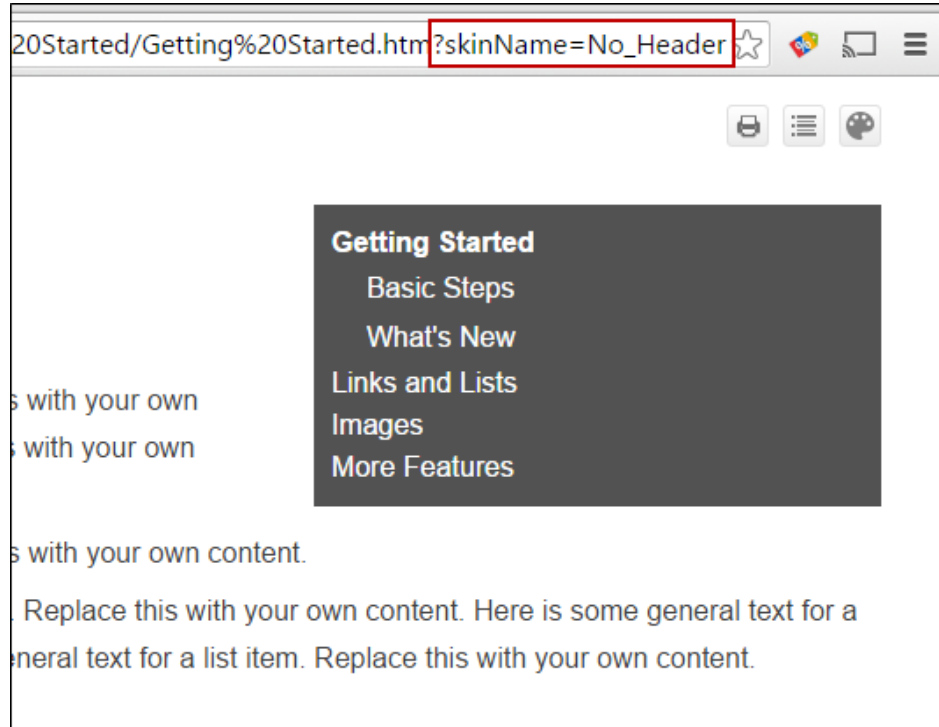 20Started/Getting%20Started.htm?skinName=No_Header
Getting Started
Basic Steps
What's New
Links and Lists
Images
More Features
s with your own
s with your own
s with your own content.
. Replace this with your own content. Here is some general text for a
eneral text for a list item. Replace this with your own content.